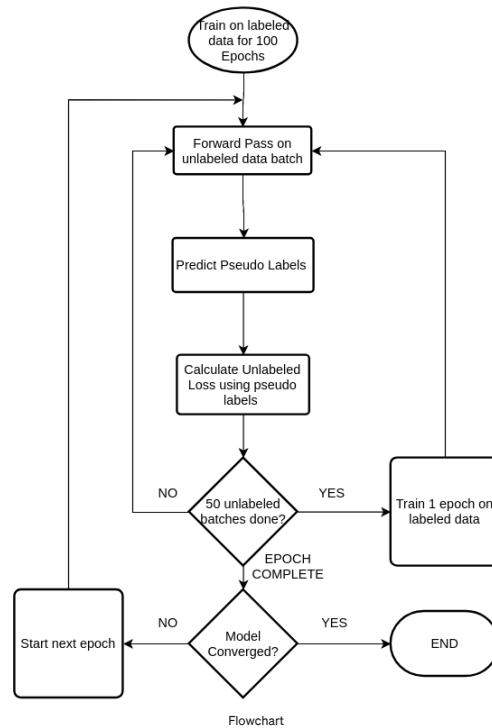 Train on labeled
data for 100
Epochs
Forward Pass on
unlabeled data batch
Predict Pseudo Labels
Calculate Unlabeled
Loss using pseudo
labels
NO
50 unlabeled
batches done?
YES
Train 1 epoch on
labeled data
EPOCH
COMPLETE
Start next epoch
NO
Model
Converged?
YES
END
Flowchart